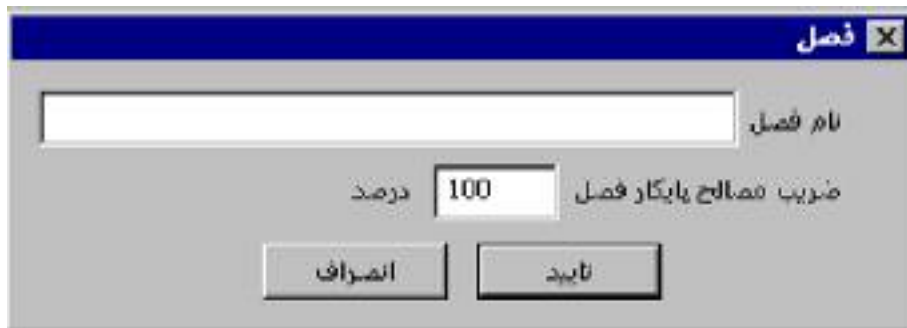 فصل
نام فصل
ضریب مصالح پایکار فصل 100 درصد
تایید انصراف